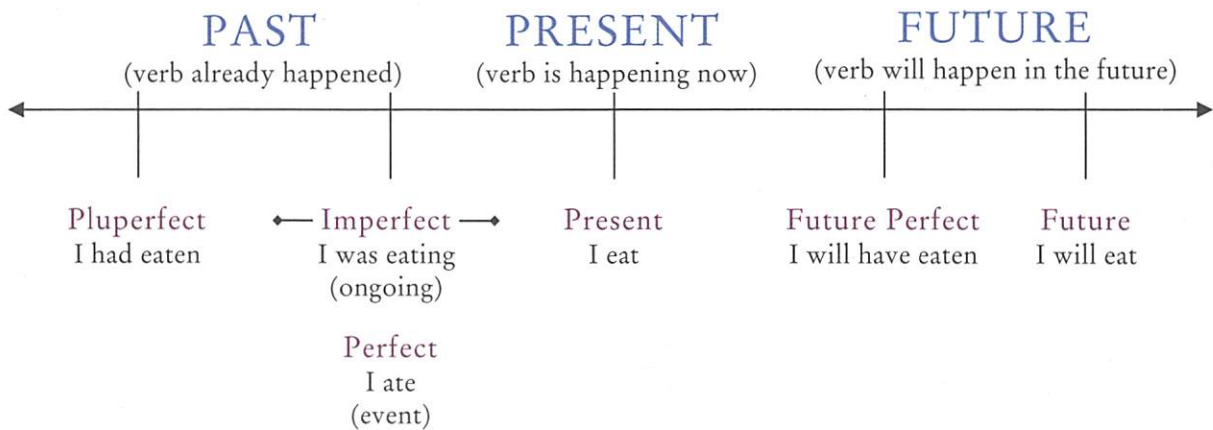 PAST
(verb already happened)
PRESENT
(verb is happening now)
FUTURE
(verb will happen in the future)
Pluperfect
I had eaten
Imperfect
I was eating
(ongoing)
Perfect
I ate
(event)
Present
I eat
Future Perfect
I will have eaten
Future
I will eat